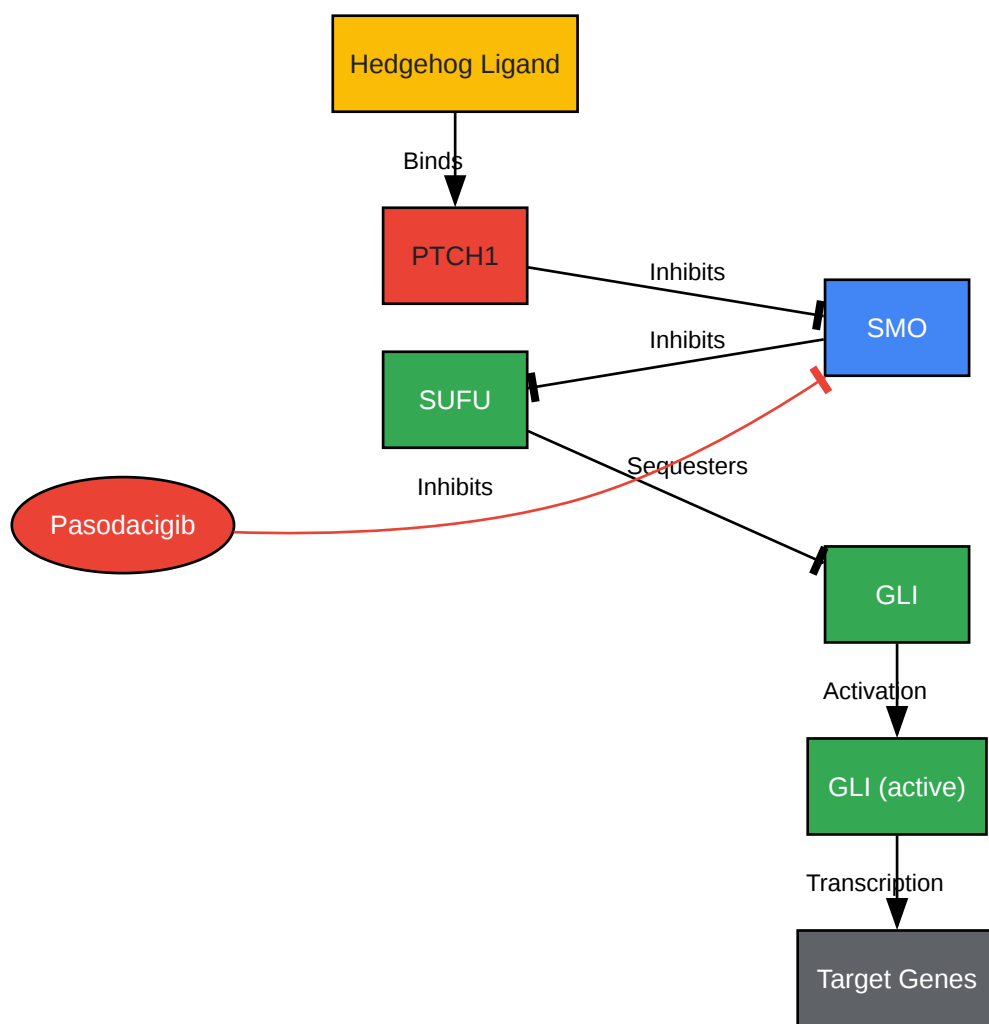 Hedgehog Ligand
Binds
PTCH1
Inhibits
SMO
Inhibits
SUFU
Sequesters
Inhibits
Pasodacigib
GLI
Activation
GLI (active)
Transcription
Target Genes